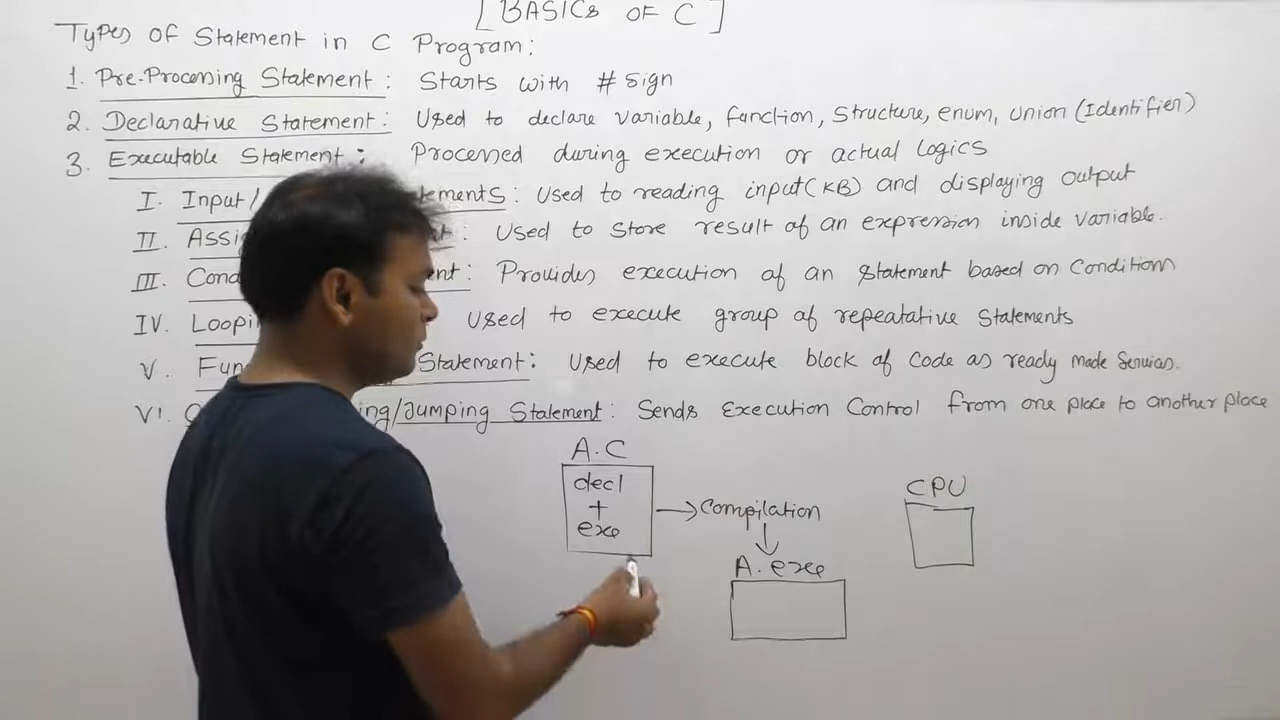 [BASICS OF C]
Types of Statement in C Program:
1. Pre-Processing Statement: Starts with # sign
2. Declarative Statement: Used to declare variable, function, structure, enum, union (Identifier)
3. Executable Statement: Processed during execution or actual logics
I. Input/ tements: Used to reading input(KB) and displaying output
II. Assi t: Used to store result of an expression inside variable.
III. Cond ent: Provides execution of an statement based on Conditions
IV. Loopi Used to execute group of repeatative statements
V. Fun Statement: Used to execute block of code as ready made Services.
VI. ing/Jumping Statement: Sends Execution Control from one place to another place
A.C
decl
+
exe
→ Compilation
A.exe
CPU